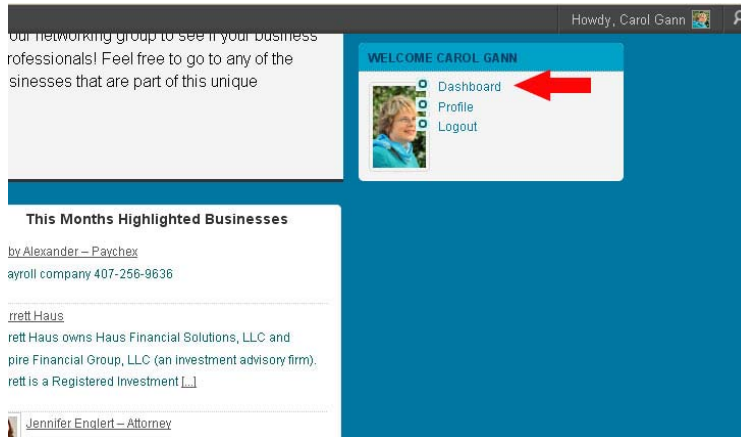 Howdy, Carol Gann
our networking group to see if your business
rofessionals! Feel free to go to any of the
sinesses that are part of this unique
WELCOME CAROL GANN
Dashboard
Profile
Logout
This Months Highlighted Businesses
by Alexander – Paychex
ayroll company 407-256-9636
rrett Haus
rett Haus owns Haus Financial Solutions, LLC and
pire Financial Group, LLC (an investment advisory firm).
rett is a Registered Investment [...]
Jennifer Englert – Attorney